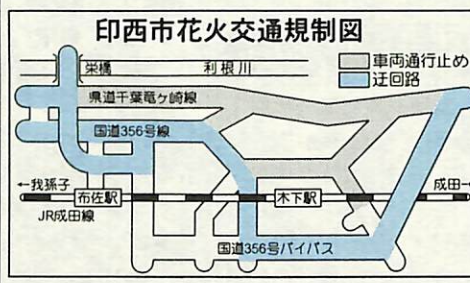 印西市花火交通規制図
車両通行止め
迂回路
栄橋
利根川
県道千葉竜ヶ崎線
国道356号線
←我孫子
布佐駅
木下駅
成田→
JR成田線
国道356号バイパス